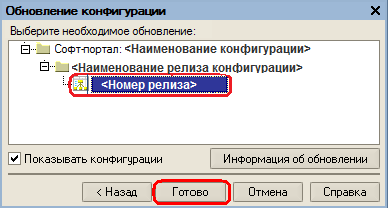 Обновление конфигурации
Выберите необходимое обновление:
Софт-портал: <Наименование конфигурации>
<Наименование релиза конфигурации>
<Номер релиза>
Показывать конфигурации
Информация об обновлении
< Назад
Готово
Отмена
Справка